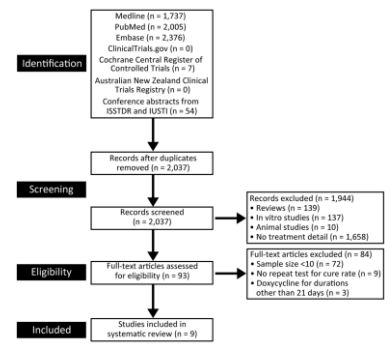 Identification
Medline (n = 1,737)
PubMed (n = 2,005)
Embase (n = 2,376)
ClinicalTrials.gov (n = 0)
Cochrane Central Register of
Controlled Trials (n = 7)
Australian New Zealand Clinical
Trials Registry (n = 0)
Conference abstracts from
ISSTDR and IUSTI (n = 54)
Records after duplicates
removed (n = 2,037)
Screening
Records screened
(n = 2,037)
Records excluded (n = 1,944)
• Reviews (n = 139)
• In vitro studies (n = 137)
• Animal studies (n = 10)
• No treatment detail (n = 1,658)
Eligibility
Full-text articles assessed
for eligibility (n = 93)
Full-text articles excluded (n = 84)
• Sample size <10 (n = 72)
• No repeat test for cure rate (n = 9)
• Doxycycline for durations
other than 21 days (n = 3)
Included
Studies included in
systematic review (n = 9)